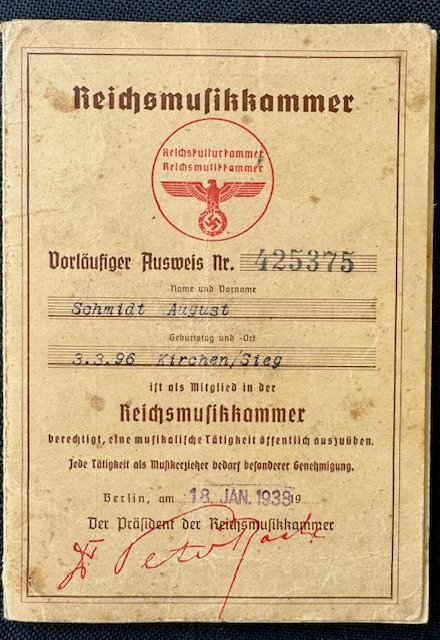 Reichsmusikkammer
Reichskulturkammer
Reichsmusikkammer
Vorläufiger Ausweis Nr. 425375
Name und Vorname
Schmidt August
Geburtstag und -Ort
3.3.96 Kirchen/Sieg
ist als Mitglied in der
Reichsmusikkammer
berechtigt, eine musikalische Tätigkeit öffentlich auszuüben.
Jede Tätigkeit als Musikerzieher bedarf besonderer Genehmigung.
Berlin, am 18. JAN. 1938 19
Der Präsident der Reichsmusikkammer
Peter